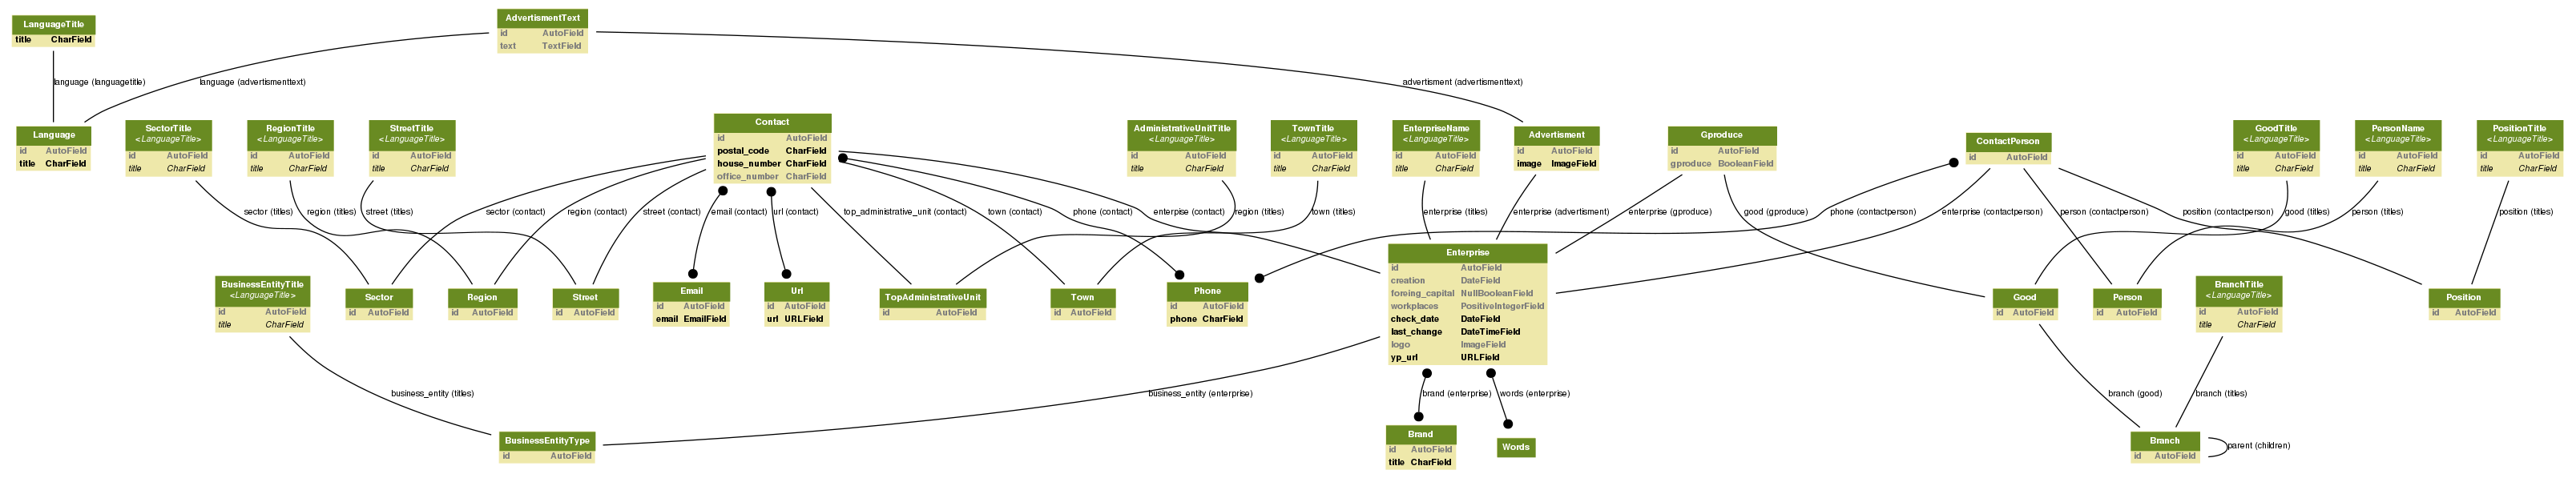 LanguageTitle
title CharField
AdvertismentText
id AutoField
text TextField
language (languagetitle)
language (advertismenttext)
advertisment (advertismenttext)
Language
id AutoField
title CharField
SectorTitle
<LanguageTitle>
id AutoField
title CharField
RegionTitle
<LanguageTitle>
id AutoField
title CharField
StreetTitle
<LanguageTitle>
id AutoField
title CharField
Contact
id AutoField
postal_code CharField
house_number CharField
office_number CharField
AdministrativeUnitTitle
<LanguageTitle>
id AutoField
title CharField
TownTitle
<LanguageTitle>
id AutoField
title CharField
EnterpriseName
<LanguageTitle>
id AutoField
title CharField
Advertisment
id AutoField
image ImageField
Gproduce
id AutoField
gproduce BooleanField
ContactPerson
id AutoField
GoodTitle
<LanguageTitle>
id AutoField
title CharField
PersonName
<LanguageTitle>
id AutoField
title CharField
PositionTitle
<LanguageTitle>
id AutoField
title CharField
sector (titles)
region (titles)
street (titles)
sector (contact)
region (contact)
street (contact)
email (contact)
url (contact)
top_administrative_unit (contact)
town (contact)
phone (contact)
enterpise (contact)
region (titles)
town (titles)
enterprise (titles)
enterprise (advertisment)
enterprise (gproduce)
good (gproduce)
phone (contactperson)
enterprise (contactperson)
person (contactperson)
position (contactperson)
good (titles)
person (titles)
position (titles)
BusinessEntityTitle
<LanguageTitle>
id AutoField
title CharField
Sector
id AutoField
Region
id AutoField
Street
id AutoField
Email
id AutoField
email EmailField
Url
id AutoField
url URLField
TopAdministrativeUnit
id AutoField
Town
id AutoField
Phone
id AutoField
phone CharField
Enterprise
id AutoField
creation DateField
foreing_capital NullBooleanField
workplaces PositiveIntegerField
check_date DateField
last_change DateTimeField
logo ImageField
yp_url URLField
Good
id AutoField
Person
id AutoField
BranchTitle
<LanguageTitle>
id AutoField
title CharField
Position
id AutoField
business_entity (titles)
business_entity (enterprise)
brand (enterprise)
words (enterprise)
branch (good)
branch (titles)
BusinessEntityType
id AutoField
Brand
id AutoField
title CharField
Words
Branch
id AutoField
parent (children)